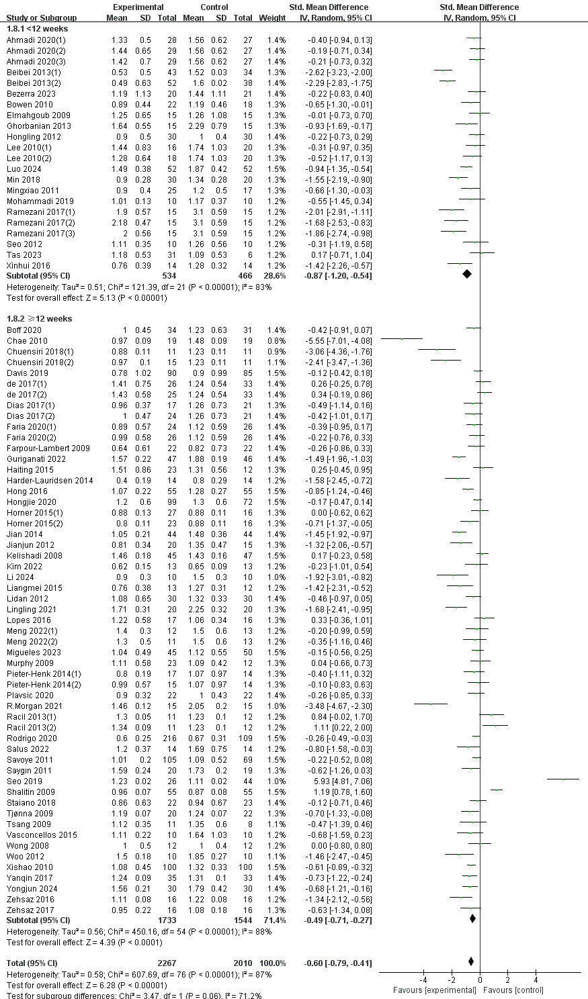 Experimental Control Std. Mean Difference Std. Mean Difference
Study or Subgroup Mean SD Total Mean SD Total Weight IV, Random, 95% CI IV, Random, 95% CI
1.8.1 <12 weeks
Ahmadi 2020(1) 1.33 0.5 28 1.56 0.62 27 1.4% -0.40 [-0.94, 0.13]
Ahmadi 2020(2) 1.44 0.65 29 1.56 0.62 27 1.4% -0.19 [-0.71, 0.34]
Ahmadi 2020(3) 1.42 0.7 29 1.56 0.62 27 1.4% -0.21 [-0.73, 0.32]
Beibei 2013(1) 0.53 0.5 43 1.52 0.03 34 1.4% -2.62 [-3.23, -2.00]
Beibei 2013(2) 0.49 0.63 52 1.6 0.02 38 1.4% -2.29 [-2.83, -1.75]
Bezerra 2023 1.19 1.13 20 1.44 1.11 21 1.3% -0.22 [-0.83, 0.40]
Bowen 2010 0.89 0.44 22 1.19 0.46 18 1.3% -0.65 [-1.30, -0.01]
Elmahgoub 2009 1.25 0.65 15 1.26 1.08 15 1.3% -0.01 [-0.73, 0.70]
Ghorbanian 2013 1.64 0.55 15 2.29 0.79 15 1.3% -0.93 [-1.69, -0.17]
Hongling 2012 0.9 0.5 30 1 0.4 30 1.4% -0.22 [-0.73, 0.29]
Lee 2010(1) 1.44 0.83 16 1.74 1.03 20 1.3% -0.31 [-0.97, 0.35]
Lee 2010(2) 1.28 0.64 18 1.74 1.03 20 1.3% -0.52 [-1.17, 0.13]
Luo 2024 1.49 0.38 52 1.87 0.42 52 1.4% -0.94 [-1.35, -0.54]
Min 2018 0.9 0.28 30 1.34 0.28 20 1.3% -1.55 [-2.19, -0.90]
Mingxiao 2011 0.9 0.4 25 1.2 0.5 17 1.3% -0.66 [-1.30, -0.03]
Mohammadi 2019 1.01 0.13 10 1.17 0.37 10 1.2% -0.55 [-1.45, 0.34]
Ramezani 2017(1) 1.9 0.57 15 3.1 0.59 15 1.2% -2.01 [-2.91, -1.11]
Ramezani 2017(2) 2.18 0.47 15 3.1 0.59 15 1.2% -1.68 [-2.53, -0.83]
Ramezani 2017(3) 2 0.56 15 3.1 0.59 15 1.2% -1.86 [-2.74, -0.98]
Seo 2012 1.11 0.35 10 1.26 0.56 10 1.2% -0.31 [-1.19, 0.58]
Tas 2023 1.18 0.53 31 1.09 0.53 6 1.2% 0.17 [-0.71, 1.04]
Xinhui 2016 0.76 0.39 14 1.28 0.32 14 1.2% -1.42 [-2.26, -0.57]
Subtotal (95% CI) 534 466 28.6% -0.87 [-1.20, -0.54]
Heterogeneity: Tau² = 0.51; Chi² = 121.39, df = 21 (P < 0.00001); I² = 83%
Test for overall effect: Z = 5.13 (P < 0.00001)
1.8.2 ≥12 weeks
Boff 2020 1 0.45 34 1.23 0.63 31 1.4% -0.42 [-0.91, 0.07]
Chae 2010 0.97 0.09 19 1.48 0.09 19 0.8% -5.55 [-7.01, -4.08]
Chuensiri 2018(1) 0.88 0.11 11 1.23 0.11 11 0.9% -3.06 [-4.36, -1.76]
Chuensiri 2018(2) 0.97 0.1 15 1.23 0.11 11 1.1% -2.41 [-3.47, -1.36]
Davis 2019 0.78 1.02 90 0.9 0.99 85 1.5% -0.12 [-0.42, 0.18]
de 2017(1) 1.41 0.75 26 1.24 0.54 33 1.4% 0.26 [-0.25, 0.78]
de 2017(2) 1.43 0.58 25 1.24 0.54 33 1.4% 0.34 [-0.19, 0.86]
Dias 2017(1) 0.96 0.37 17 1.26 0.73 21 1.3% -0.49 [-1.14, 0.16]
Dias 2017(2) 1 0.47 24 1.26 0.73 21 1.4% -0.42 [-1.01, 0.17]
Faria 2020(1) 0.89 0.57 24 1.12 0.59 26 1.4% -0.39 [-0.95, 0.17]
Faria 2020(2) 0.99 0.58 26 1.12 0.59 26 1.4% -0.22 [-0.76, 0.33]
Farpour-Lambert 2009 0.64 0.61 22 0.82 0.73 22 1.4% -0.26 [-0.86, 0.33]
Guriganati 2022 1.57 0.22 47 1.88 0.19 46 1.4% -1.49 [-1.96, -1.03]
Haiting 2015 1.51 0.86 23 1.31 0.56 12 1.3% 0.25 [-0.45, 0.95]
Harder-Lauridsen 2014 0.4 0.19 14 0.8 0.29 14 1.2% -1.58 [-2.45, -0.72]
Hong 2016 1.07 0.22 55 1.28 0.27 55 1.4% -0.85 [-1.24, -0.46]
Hongjie 2020 1.2 0.6 99 1.3 0.6 72 1.5% -0.17 [-0.47, 0.14]
Horner 2015(1) 0.88 0.13 27 0.88 0.11 16 1.3% 0.00 [-0.62, 0.62]
Horner 2015(2) 0.8 0.11 23 0.88 0.11 16 1.3% -0.71 [-1.37, -0.05]
Jian 2014 1.05 0.21 44 1.48 0.36 44 1.4% -1.45 [-1.92, -0.97]
Jianjun 2012 0.81 0.34 20 1.35 0.47 15 1.3% -1.32 [-2.06, -0.57]
Kelishadi 2008 1.46 0.18 45 1.43 0.16 47 1.4% 0.17 [-0.23, 0.58]
Kim 2022 0.62 0.15 13 0.65 0.09 13 1.3% -0.23 [-1.01, 0.54]
Li 2024 0.9 0.3 10 1.5 0.3 10 1.1% -1.92 [-3.01, -0.82]
Liangmei 2015 0.76 0.38 13 1.27 0.31 12 1.2% -1.42 [-2.31, -0.52]
Lidan 2012 1.08 0.65 30 1.32 0.33 30 1.4% -0.46 [-0.97, 0.05]
Lingling 2021 1.71 0.31 20 2.25 0.32 20 1.3% -1.68 [-2.41, -0.95]
Lopes 2016 1.22 0.58 17 1.06 0.34 16 1.3% 0.33 [-0.36, 1.01]
Meng 2022(1) 1.4 0.3 12 1.5 0.6 13 1.2% -0.20 [-0.99, 0.59]
Meng 2022(2) 1.3 0.5 11 1.5 0.6 13 1.2% -0.35 [-1.16, 0.46]
Migueles 2023 1.04 0.49 45 1.12 0.55 50 1.4% -0.15 [-0.56, 0.25]
Murphy 2009 1.11 0.58 23 1.09 0.42 12 1.3% 0.04 [-0.66, 0.73]
Pieter-Henk 2014(1) 0.8 0.19 17 1.07 0.97 14 1.3% -0.40 [-1.11, 0.32]
Pieter-Henk 2014(2) 0.99 0.57 15 1.07 0.97 14 1.3% -0.10 [-0.83, 0.63]
Plavsic 2020 0.9 0.32 22 1 0.43 22 1.4% -0.26 [-0.85, 0.33]
R.Morgan 2021 1.46 0.12 15 2.05 0.2 15 1.0% -3.48 [-4.67, -2.30]
Racil 2013(1) 1.3 0.05 11 1.23 0.1 12 1.2% 0.84 [-0.02, 1.70]
Racil 2013(2) 1.34 0.09 11 1.23 0.1 12 1.2% 1.11 [0.22, 2.00]
Rodrigo 2020 0.6 0.25 216 0.67 0.31 109 1.5% -0.26 [-0.49, -0.03]
Salus 2022 1.2 0.37 14 1.69 0.75 14 1.3% -0.80 [-1.58, -0.03]
Savoye 2011 1.01 0.2 105 1.09 0.52 69 1.5% -0.22 [-0.52, 0.08]
Saygın 2011 1.59 0.24 20 1.73 0.2 19 1.3% -0.62 [-1.26, 0.03]
Seo 2019 1.23 0.02 26 1.11 0.02 44 1.0% 5.93 [4.81, 7.06]
Shalitin 2009 0.96 0.07 55 0.87 0.08 55 1.4% 1.19 [0.78, 1.60]
Staiano 2018 0.86 0.63 22 0.94 0.67 23 1.4% -0.12 [-0.71, 0.46]
Tjønna 2009 1.19 0.07 20 1.24 0.07 22 1.3% -0.70 [-1.33, -0.08]
Tsang 2009 1.12 0.35 11 1.35 0.6 8 1.2% -0.47 [-1.39, 0.46]
Vasconcellos 2015 1.11 0.22 10 1.64 1.03 10 1.2% -0.68 [-1.59, 0.23]
Wong 2008 1 0.5 12 1 0.4 12 1.2% 0.00 [-0.80, 0.80]
Woo 2012 1.5 0.18 10 1.85 0.27 10 1.1% -1.46 [-2.47, -0.45]
Xishao 2010 1.08 0.45 100 1.32 0.33 100 1.5% -0.61 [-0.89, -0.32]
Yanqin 2017 1.24 0.09 35 1.31 0.1 33 1.4% -0.73 [-1.22, -0.24]
Yongjun 2024 1.56 0.21 30 1.79 0.42 30 1.4% -0.68 [-1.21, -0.16]
Zehsaz 2016 1.11 0.08 16 1.22 0.08 16 1.2% -1.34 [-2.12, -0.56]
Zehsaz 2017 0.95 0.22 16 1.08 0.18 16 1.3% -0.63 [-1.34, 0.08]
Subtotal (95% CI) 1733 1544 71.4% -0.49 [-0.71, -0.27]
Heterogeneity: Tau² = 0.56; Chi² = 450.16, df = 54 (P < 0.00001); I² = 88%
Test for overall effect: Z = 4.39 (P < 0.0001)
Total (95% CI) 2267 2010 100.0% -0.60 [-0.79, -0.41]
Heterogeneity: Tau² = 0.58; Chi² = 607.69, df = 76 (P < 0.00001); I² = 87%
Test for overall effect: Z = 6.28 (P < 0.00001)
Test for subgroup differences: Chi² = 3.47, df = 1 (P = 0.06), I² = 71.2%
-4 -2 0 2 4
Favours [experimental] Favours [control]